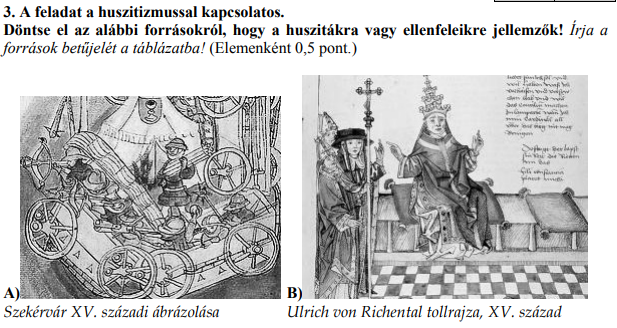 3. A feladat a huszitizmussal kapcsolatos.
Döntse el az alábbi forrásokról, hogy a huszitákra vagy ellenfeleikre jellemzők! Írja a
források betűjelét a táblázatba! (Elemenként 0,5 pont.)
A)
Szekérvár XV. századi ábrázolása
B)
Ulrich von Richental tollrajza, XV. század